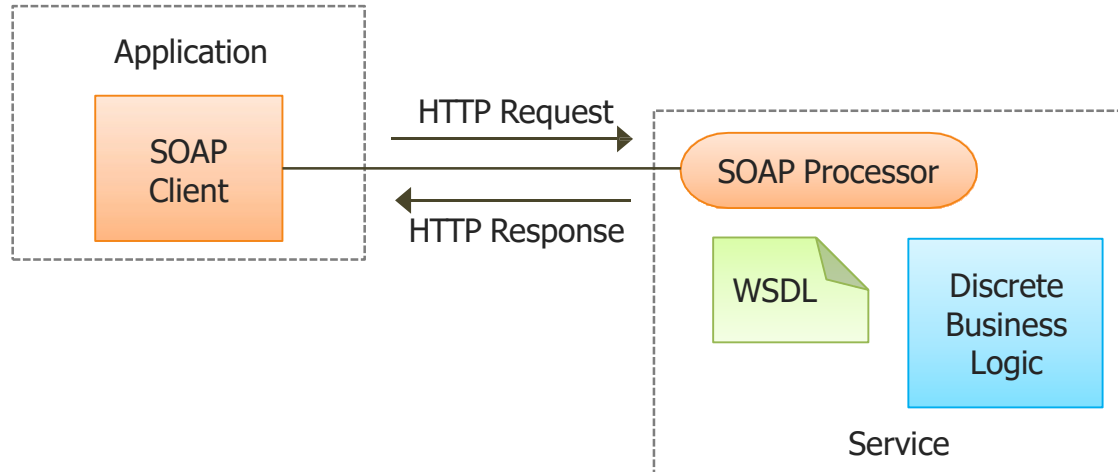 Application
SOAP
Client
HTTP Request
HTTP Response
SOAP Processor
WSDL
Discrete
Business
Logic
Service